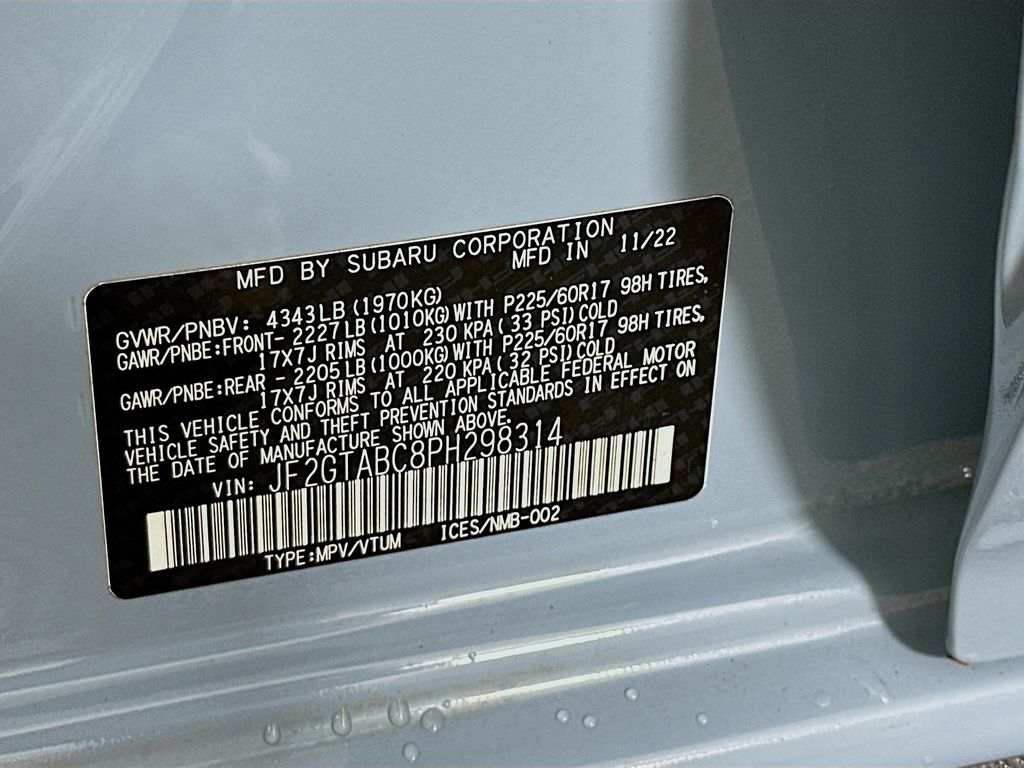 MFD BY SUBARU CORPORATION
MFD IN 11/22
GVWR/PNBV: 4343LB (1970KG)
GAWR/PNBE:FRONT- 2227LB (1010KG) WITH P225/60R17 98H TIRES,
17X7J RIMS AT 230 KPA (33 PSI) COLD
GAWR/PNBE:REAR - 2205LB (1000KG) WITH P225/60R17 98H TIRES,
17X7J RIMS AT 220 KPA (32 PSI) COLD
THIS VEHICLE CONFORMS TO ALL APPLICABLE FEDERAL MOTOR
VEHICLE SAFETY AND THEFT PREVENTION STANDARDS IN EFFECT ON
THE DATE OF MANUFACTURE SHOWN ABOVE.
VIN: JF2GTABC8PH298314
TYPE:MPV/VTUM ICES/NMB-002